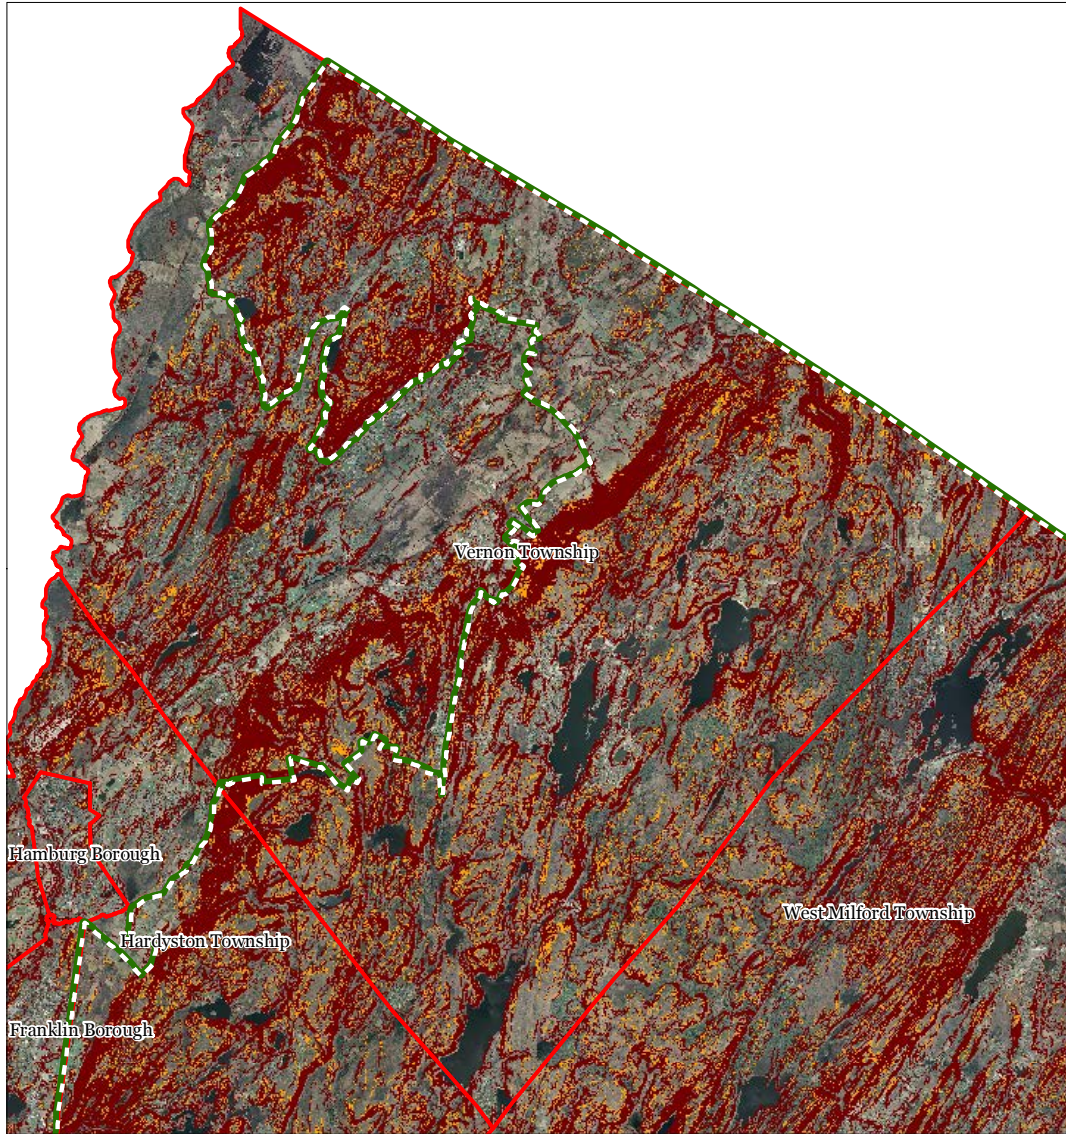 Vernon Township
Hamburg Borough
West Milford Township
Hardyston Township
Franklin Borough